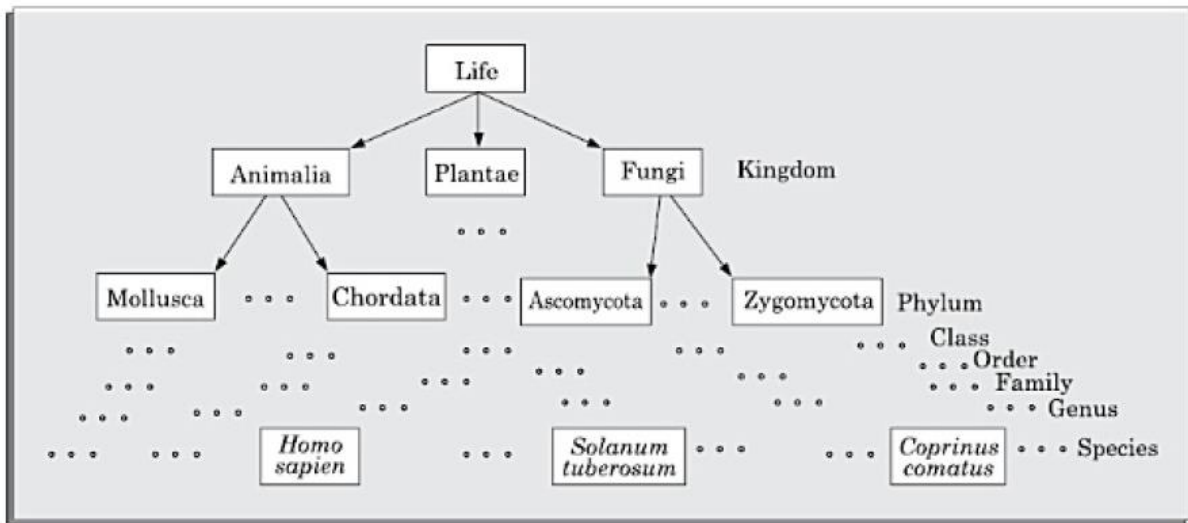 Life
Animalia
Plantae
Fungi
Kingdom
Mollusca
Chordata
Ascomycota
Zygomycota
Phylum
Class
Order
Family
Genus
Homo
sapien
Solanum
tuberosum
Coprinus
comatus
Species